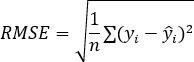 RMSE = √(1/n ∑(yᵢ − ŷᵢ)²)